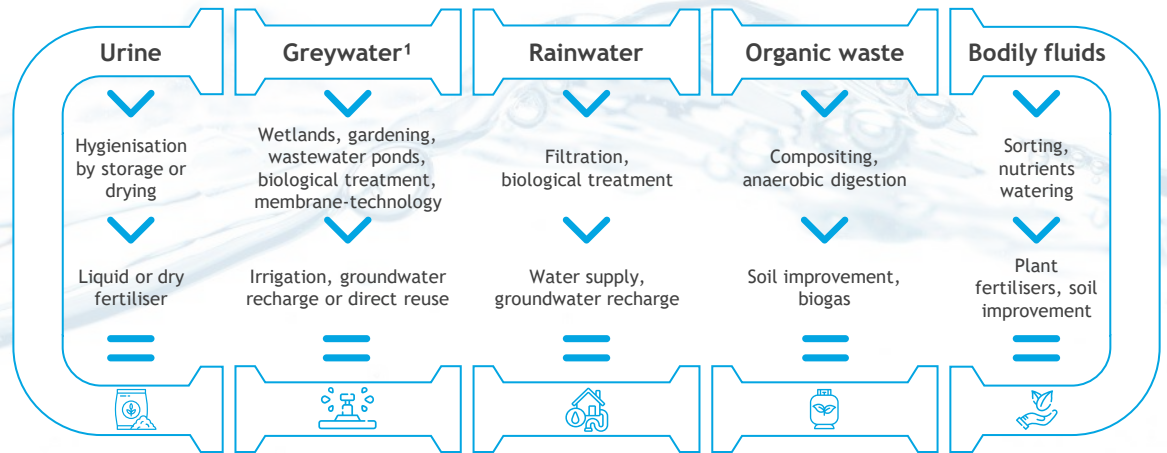 Urine
Hygienisation
by storage or
drying
Liquid or dry
fertiliser
Greywater¹
Wetlands, gardening,
wastewater ponds,
biological treatment,
membrane-technology
Irrigation, groundwater
recharge or direct reuse
Rainwater
Filtration,
biological treatment
Water supply,
groundwater recharge
Organic waste
Compositing,
anaerobic digestion
Soil improvement,
biogas
Bodily fluids
Sorting,
nutrients
watering
Plant
fertilisers, soil
improvement